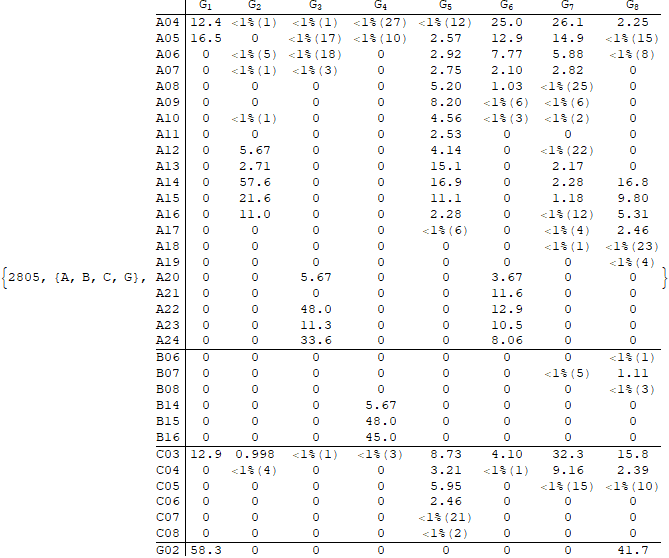 G1 G2 G3 G4 G5 G6 G7 G8
A04 12.4 <1%(1) <1%(1) <1%(27) <1%(12) 25.0 26.1 2.25
A05 16.5 0 <1%(17) <1%(10) 2.57 12.9 14.9 <1%(15)
A06 0 <1%(5) <1%(18) 0 2.92 7.77 5.88 <1%(8)
A07 0 <1%(1) <1%(3) 0 2.75 2.10 2.82 0
A08 0 0 0 0 5.20 1.03 <1%(25) 0
A09 0 0 0 0 8.20 <1%(6) <1%(6) 0
A10 0 <1%(1) 0 0 4.56 <1%(3) <1%(2) 0
A11 0 0 0 0 2.53 0 0 0
A12 0 5.67 0 0 4.14 0 <1%(22) 0
A13 0 2.71 0 0 15.1 0 2.17 0
A14 0 57.6 0 0 16.9 0 2.28 16.8
A15 0 21.6 0 0 11.1 0 1.18 9.80
A16 0 11.0 0 0 2.28 0 <1%(12) 5.31
A17 0 0 0 0 <1%(6) 0 <1%(4) 2.46
A18 0 0 0 0 0 0 <1%(1) <1%(23)
A19 0 0 0 0 0 0 0 <1%(4)
{2805, {A, B, C, G}, A20 0 0 5.67 0 0 3.67 0 0 }
A21 0 0 0 0 0 11.6 0 0
A22 0 0 48.0 0 0 12.9 0 0
A23 0 0 11.3 0 0 10.5 0 0
A24 0 0 33.6 0 0 8.06 0 0
B06 0 0 0 0 0 0 0 <1%(1)
B07 0 0 0 0 0 0 <1%(5) 1.11
B08 0 0 0 0 0 0 0 <1%(3)
B14 0 0 0 5.67 0 0 0 0
B15 0 0 0 48.0 0 0 0 0
B16 0 0 0 45.0 0 0 0 0
C03 12.9 0.998 <1%(1) <1%(3) 8.73 4.10 32.3 15.8
C04 0 <1%(4) 0 0 3.21 <1%(1) 9.16 2.39
C05 0 0 0 0 5.95 0 <1%(15) <1%(10)
C06 0 0 0 0 2.46 0 0 0
C07 0 0 0 0 <1%(21) 0 0 0
C08 0 0 0 0 <1%(2) 0 0 0
G02 58.3 0 0 0 0 0 0 41.7